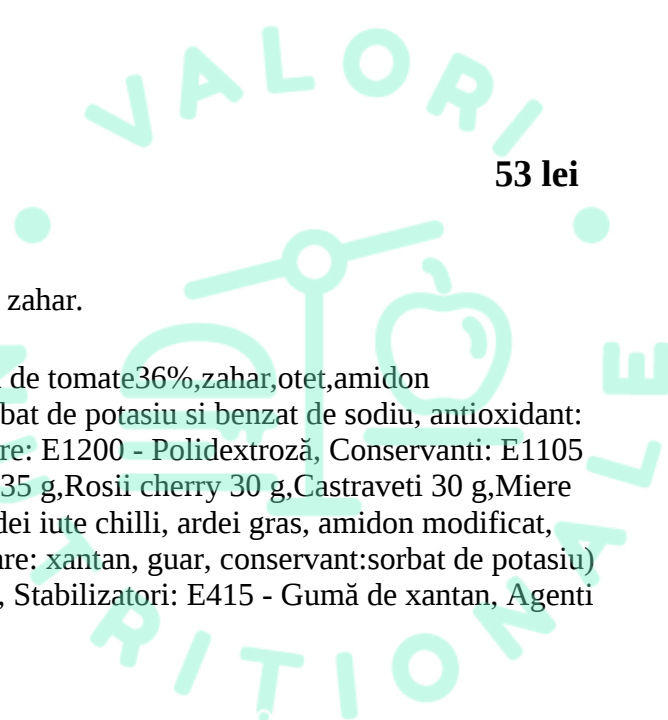 VALORI
53 lei
zahar.
de tomate36%,zahar,otet,amidon
bat de potasiu si benzat de sodiu, antioxidant:
re: E1200 - Polidextroză, Conservanti: E1105
35 g,Rosii cherry 30 g,Castraveti 30 g,Miere
dei iute chilli, ardei gras, amidon modificat,
are: xantan, guar, conservant:sorbat de potasiu)
, Stabilizatori: E415 - Gumă de xantan, Agenti
NUTRITIONALE